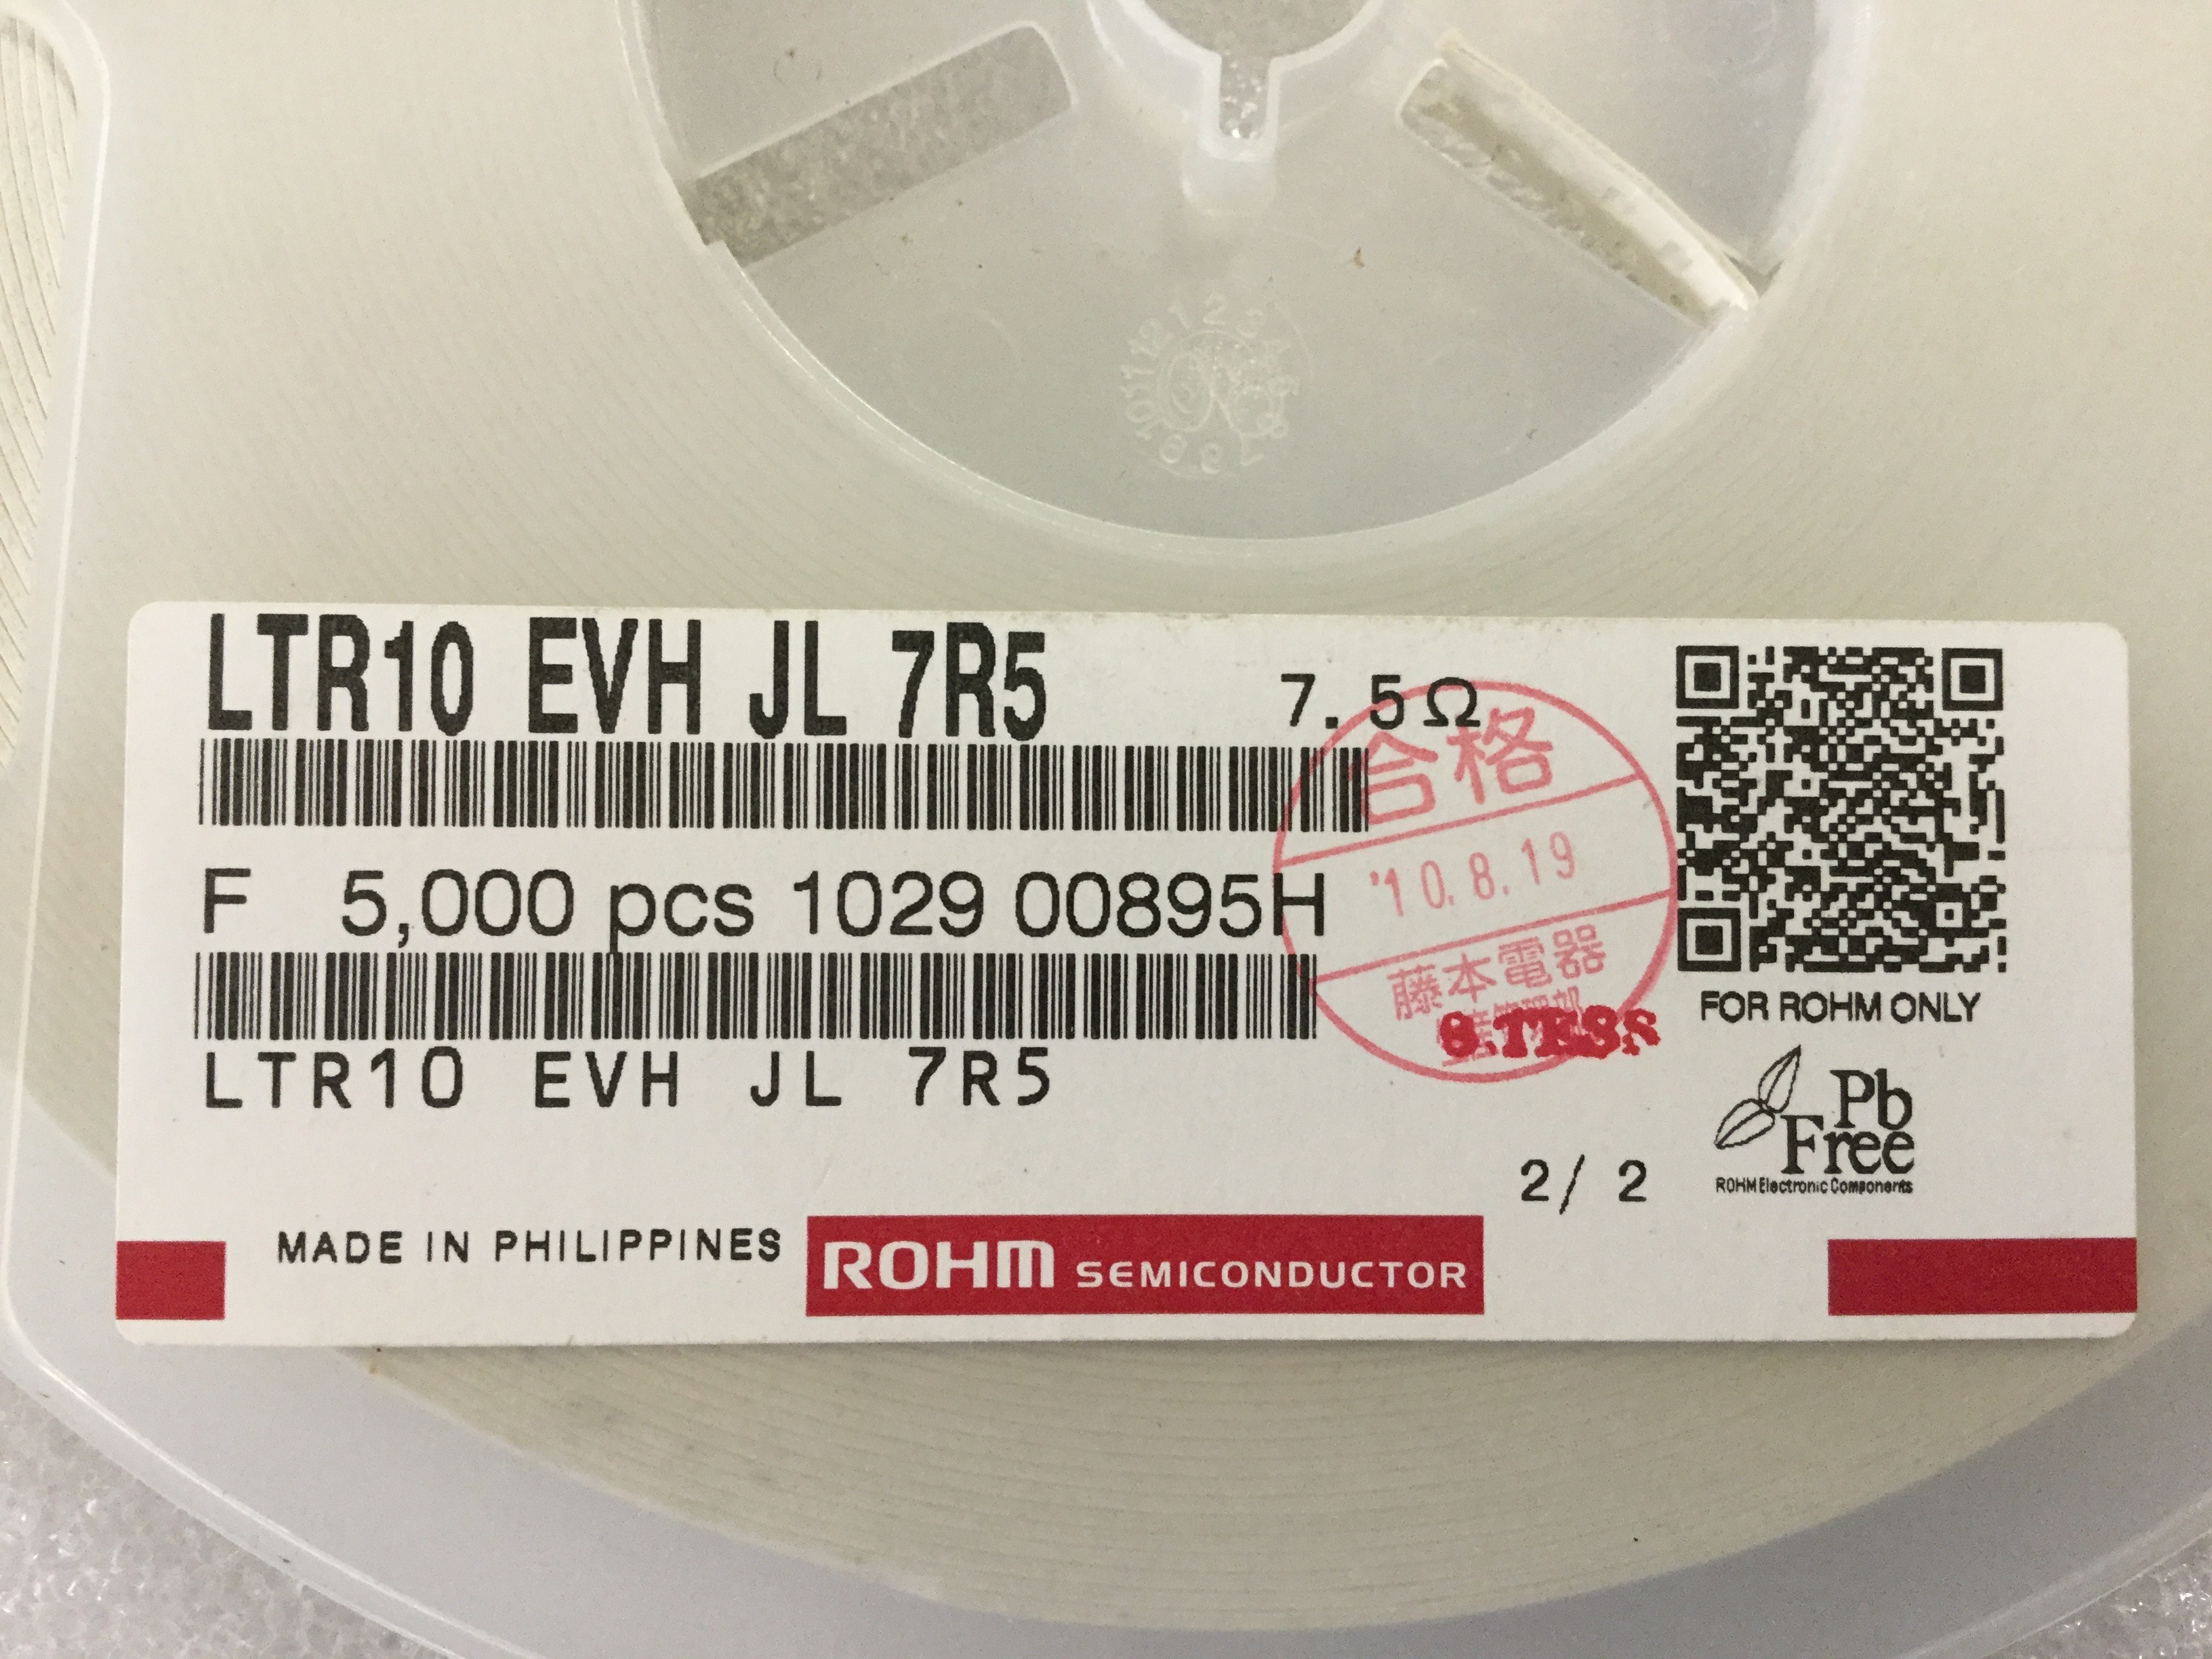 LTR10 EVH JL 7R5
7.5Ω
合格
F 5,000 pcs 1029 00895H
'10.8.19
藤本電器
FOR ROHM ONLY
LTR10 EVH JL 7R5
Pb
Free
ROHM Electronic Components
2/ 2
MADE IN PHILIPPINES
ROHM SEMICONDUCTOR